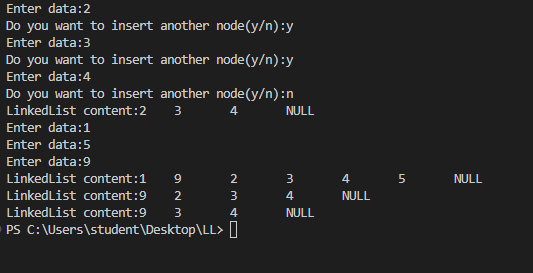 Enter data:2
Do you want to insert another node(y/n):y
Enter data:3
Do you want to insert another node(y/n):y
Enter data:4
Do you want to insert another node(y/n):n
LinkedList content:2    3      4      NULL
Enter data:1
Enter data:5
Enter data:9
LinkedList content:1    9      2      3      4      5      NULL
LinkedList content:9    2      3      4      NULL
LinkedList content:9    3      4      NULL
PS C:\Users\student\Desktop\LL>